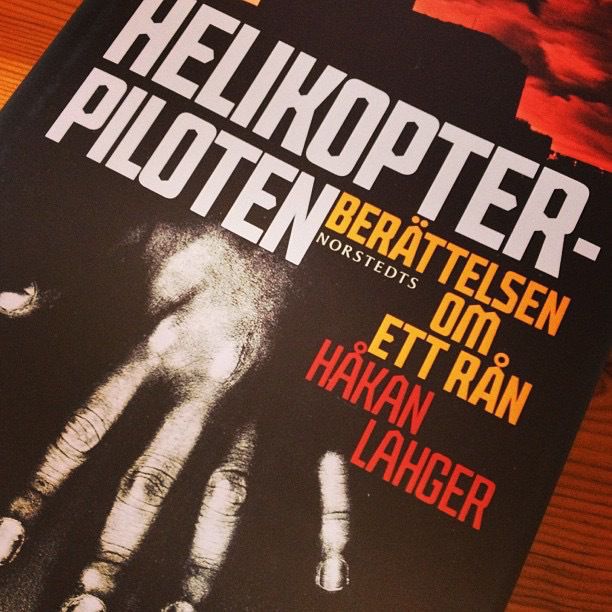 HELIKOPTER-
PILOTEN
BERÄTTELSEN
OM
ETT RÅN
NORSTEDTS
HÅKAN
LAHGER